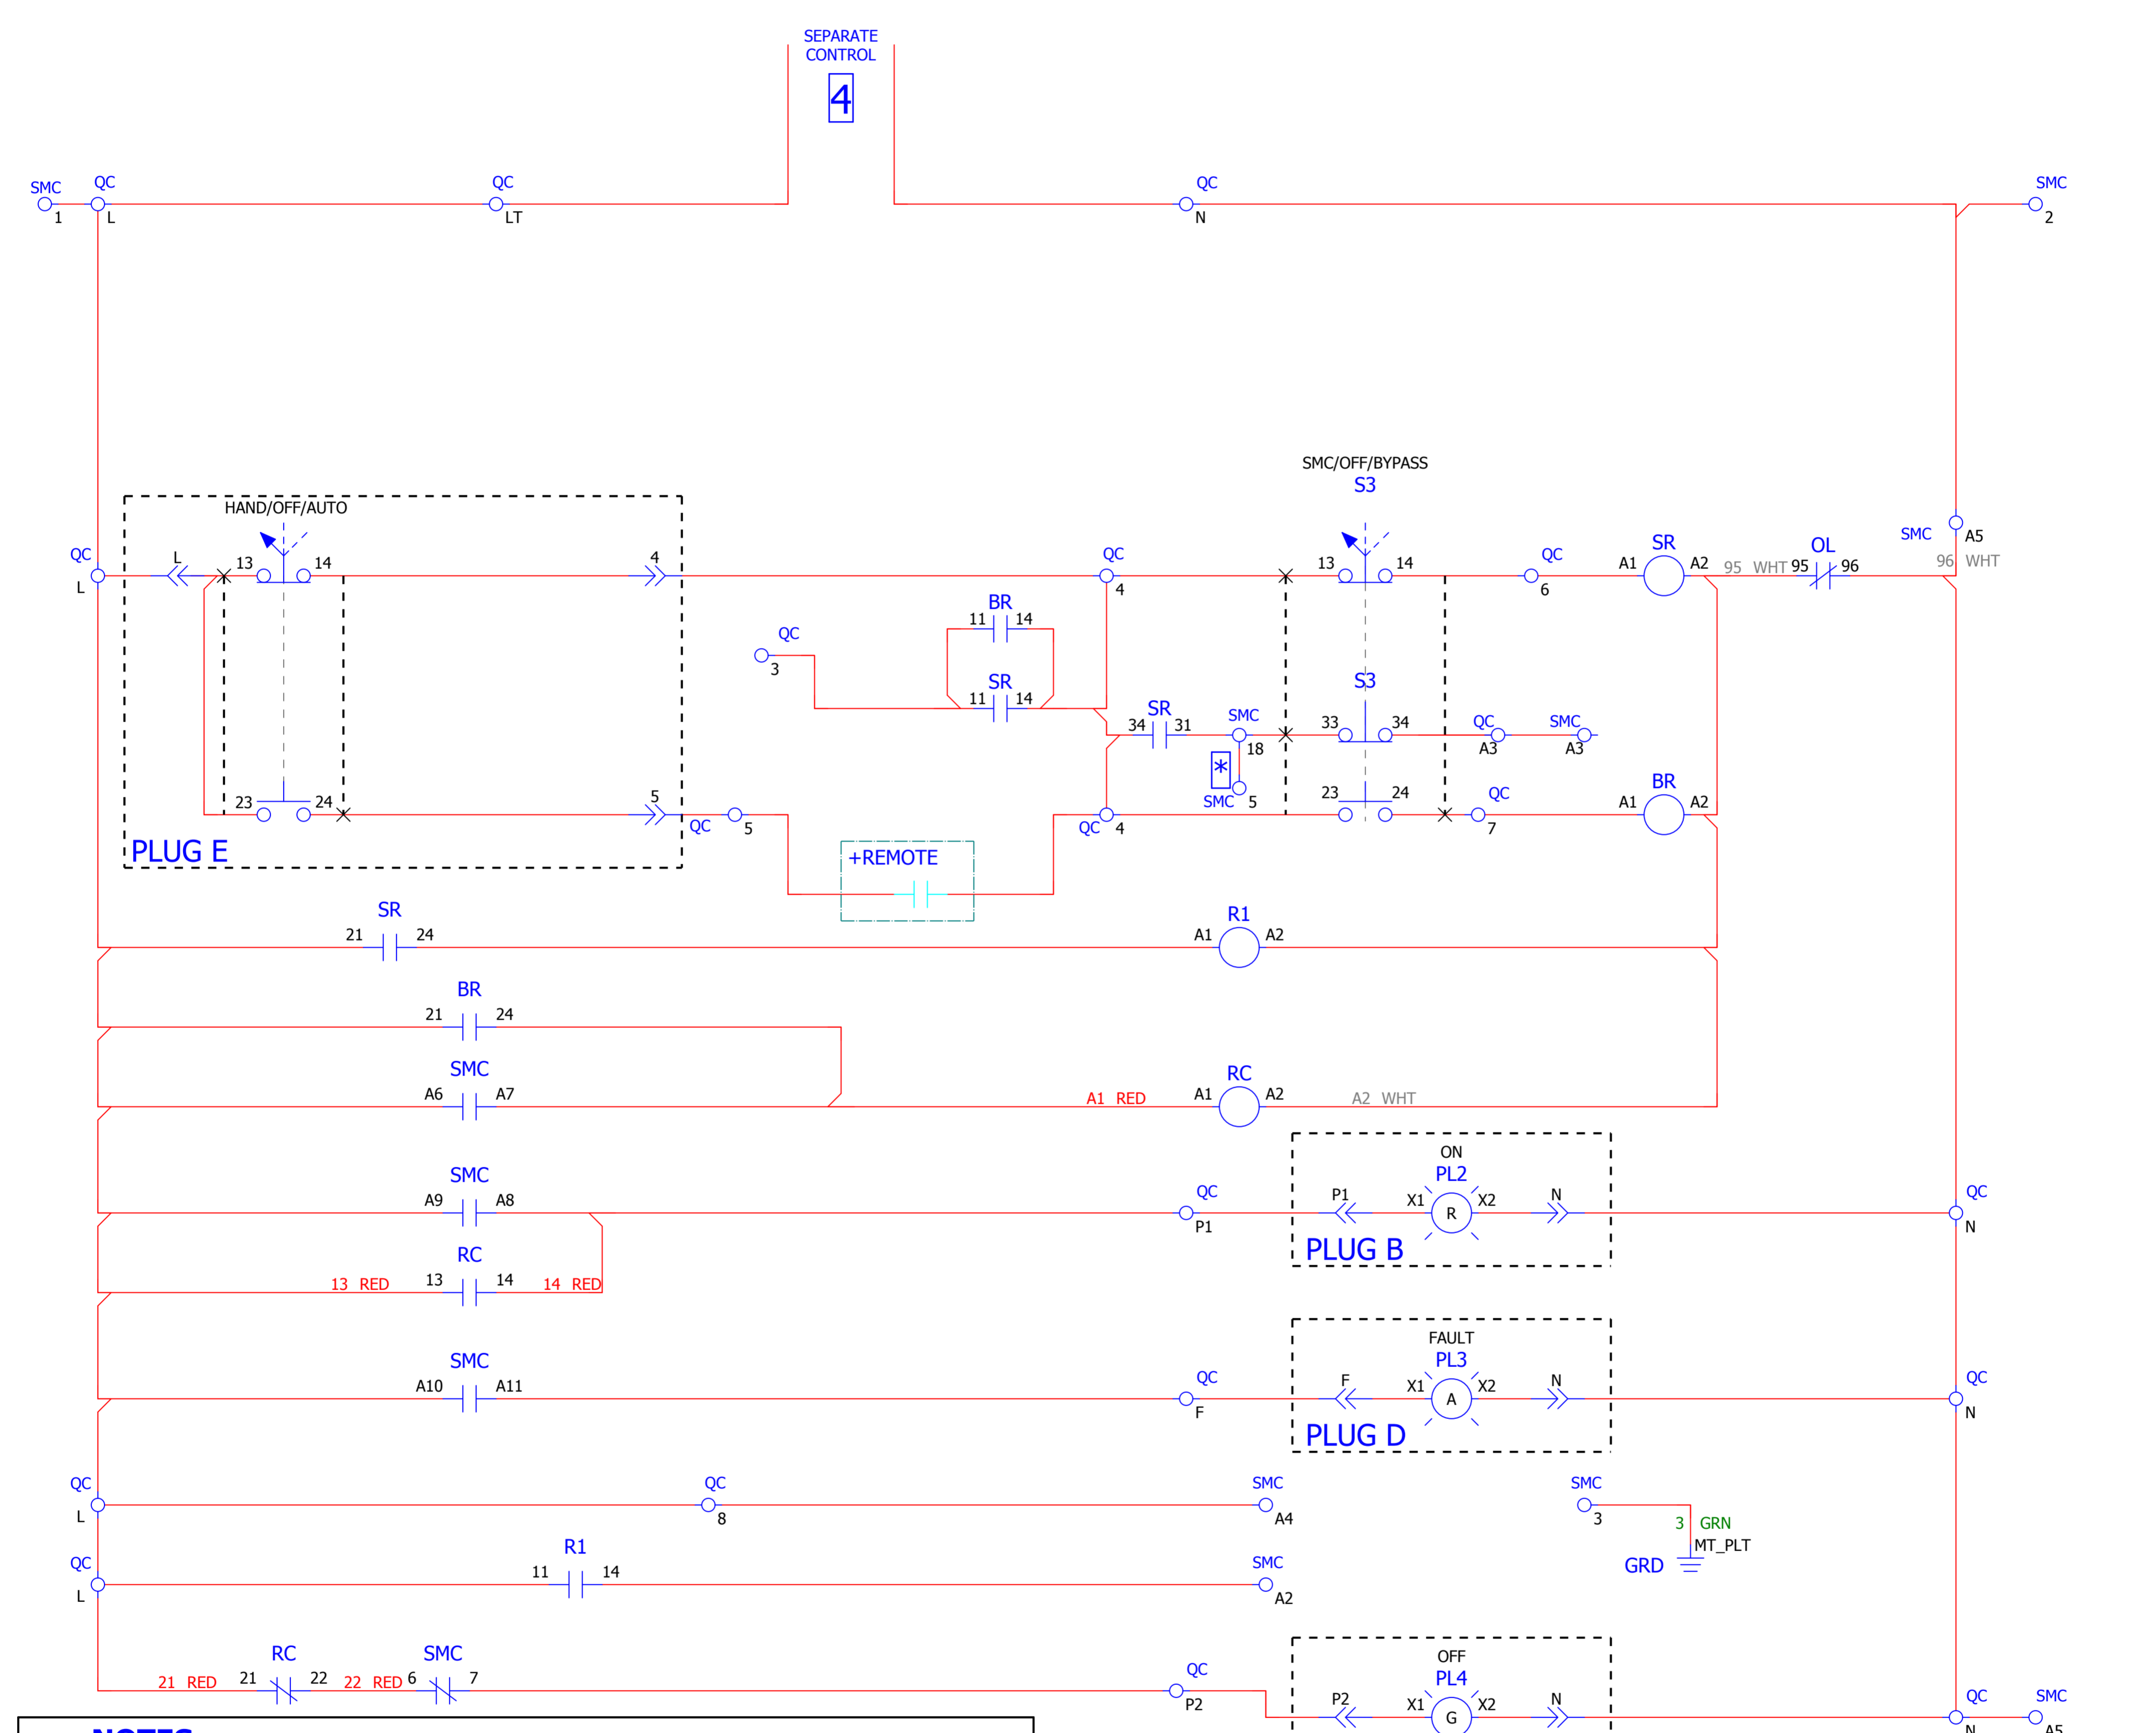 SEPARATE
CONTROL
4
SMC QC QC QC SMC
1 L LT N 2
SMC/OFF/BYPASS
S3
HAND/OFF/AUTO
SMC A5
QC L 13 14 4 QC 13 14 QC SR OL 96 WHT
L 4 6 A1 A2 95 WHT 95 96
BR
11 14
QC
3
SR S3
11 14
SR SMC 33 34 QC SMC
34 31 18 A3 A3
*
SMC 5
23 24 5 23 24 QC BR
QC 5 QC 4 7 A1 A2
PLUG E
+REMOTE
SR R1
21 24 A1 A2
BR
21 24
SMC RC
A6 A7 A1 RED A1 A2 A2 WHT
ON
SMC PL2
A9 A8 QC P1 X1 X2 N QC
P1 R N
RC PLUG B
13 RED 13 14 14 RED
FAULT
SMC PL3
A10 A11 QC F X1 X2 N QC
F A N
PLUG D
QC QC SMC SMC
L 8 A4 3
3 GRN
MT_PLT
GRD
QC R1 SMC
L 11 14 A2
OFF
RC SMC PL4
21 RED 21 22 22 RED 6 7 QC P2 X1 X2 N QC SMC
P2 G N A5
NOTES